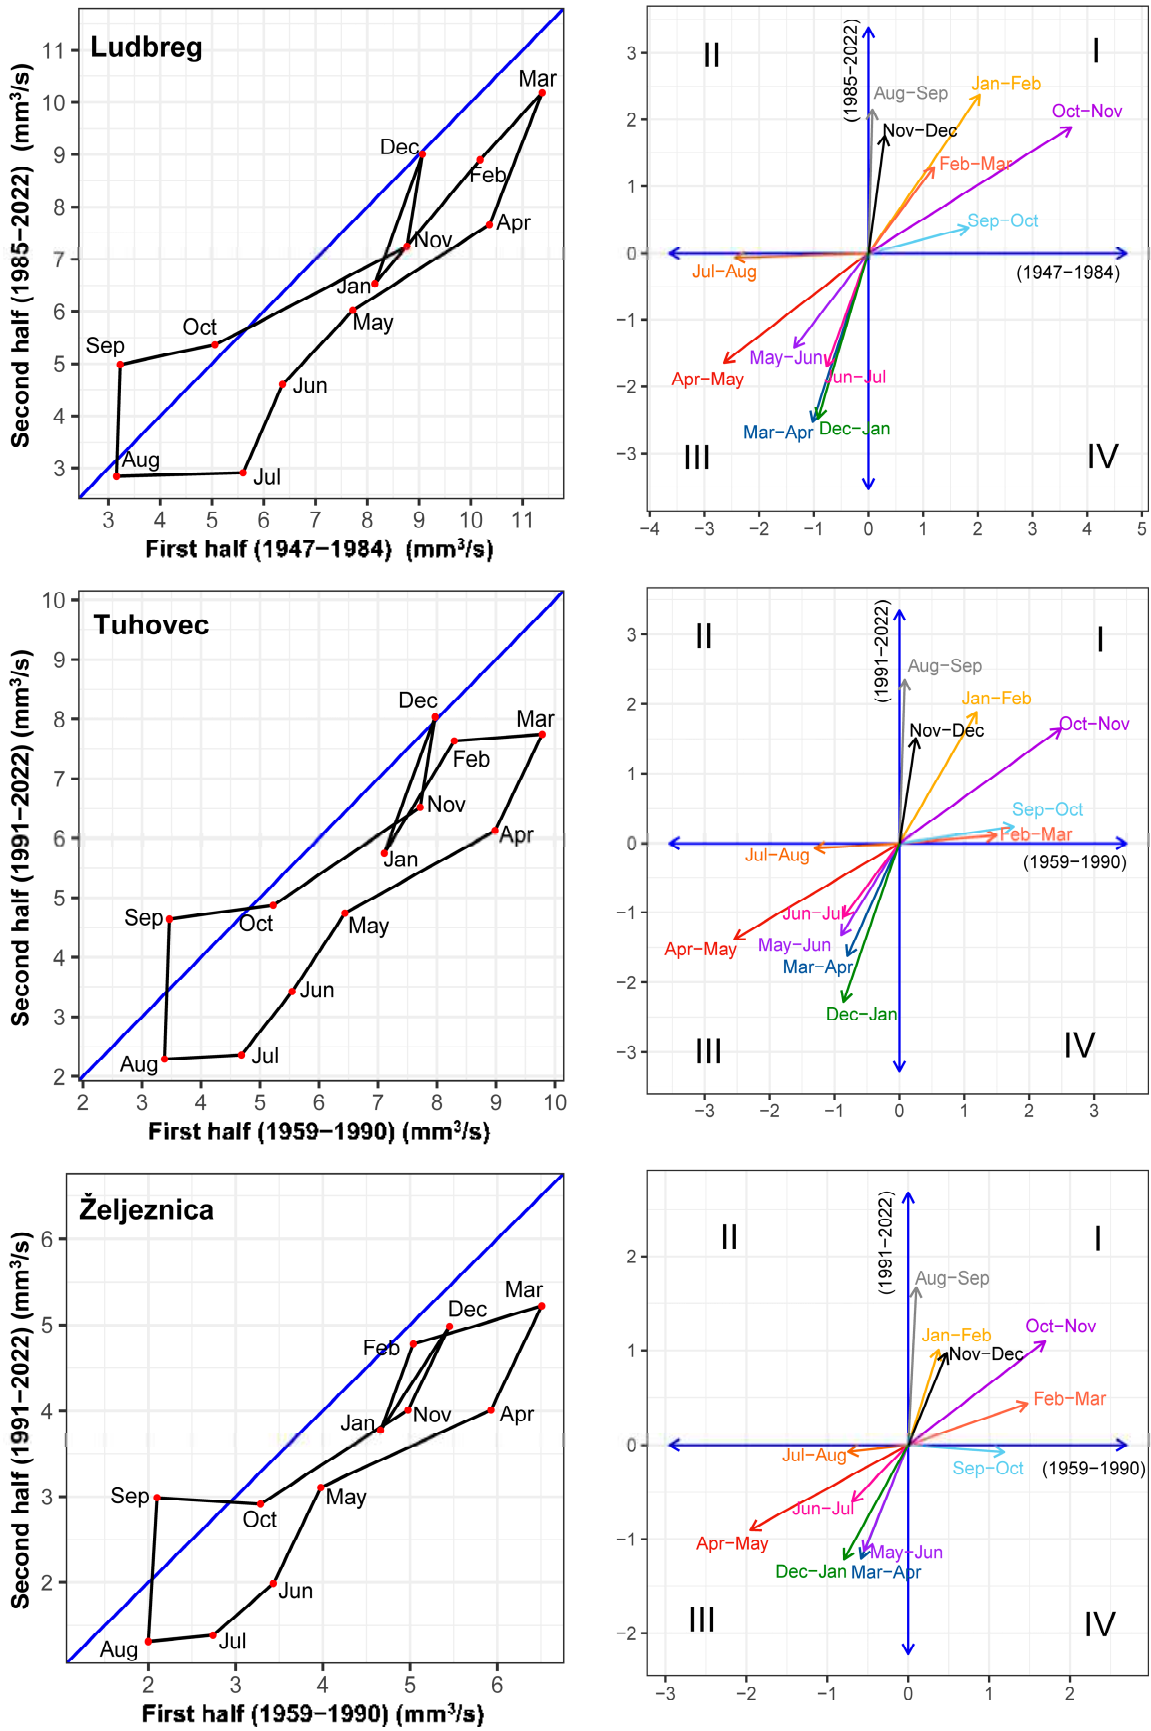 Ludbreg
Second half (1985−2022) (mm³/s)
11
10
9
8
7
6
5
4
3
Mar
Dec
Feb
Apr
Nov
Jan
May
Oct
Sep
Jun
Aug
Jul
3 4 5 6 7 8 9 10 11
First half (1947−1984) (mm³/s)
II
I
(1985−2022)
3
2
1
0
−1
−2
−3
Jan−Feb
Aug−Sep
Oct−Nov
Nov−Dec
Feb−Mar
Sep−Oct
Jul−Aug
(1947−1984)
May−Jun
Apr−May
Jun−Jul
Mar−Apr
Dec−Jan
III
IV
−4 −3 −2 −1 0 1 2 3 4 5
Tuhovec
Second half (1991−2022) (mm³/s)
10
9
8
7
6
5
4
3
2
Dec
Mar
Feb
Nov
Apr
Jan
Sep
Oct
May
Jun
Aug
Jul
2 3 4 5 6 7 8 9 10
First half (1959−1990) (mm³/s)
II
I
(1991−2022)
3
2
1
0
−1
−2
−3
Aug−Sep
Jan−Feb
Oct−Nov
Nov−Dec
Sep−Oct
Feb−Mar
Jul−Aug
(1959−1990)
Jun−Jul
Apr−May
May−Jun
Mar−Apr
Dec−Jan
III
IV
−3 −2 −1 0 1 2 3
Željeznica
Second half (1991−2022) (mm³/s)
6
5
4
3
2
Mar
Dec
Feb
Jan
Nov
Apr
Sep
May
Oct
Jun
Aug
Jul
2 3 4 5 6
First half (1959−1990) (mm³/s)
II
I
(1991−2022)
2
1
0
−1
−2
Aug−Sep
Jan−Feb
Oct−Nov
Nov−Dec
Feb−Mar
Jul−Aug
Sep−Oct
(1959−1990)
Jun−Jul
Apr−May
May−Jun
Dec−Jan
Mar−Apr
III
IV
−3 −2 −1 0 1 2